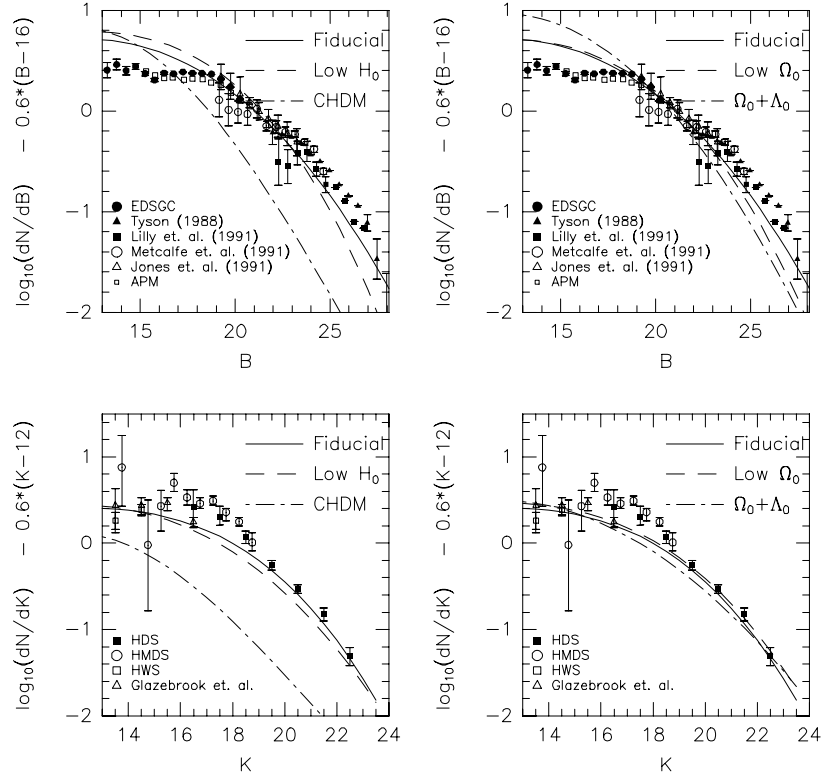 log₁₀(dN/dB) − 0.6*(B−16)
1
0
−1
−2
15 20 25
B
Fiducial
Low H₀
CHDM
EDSGC
Tyson (1988)
Lilly et. al (1991)
Metcalfe et. al (1991)
Jones et. al (1991)
APM
log₁₀(dN/dB) − 0.6*(B−16)
1
0
−1
−2
15 20 25
B
Fiducial
Low Ω₀
Ω₀+Λ₀
EDSGC
Tyson (1988)
Lilly et. al (1991)
Metcalfe et. al (1991)
Jones et. al (1991)
APM
log₁₀(dN/dK) − 0.6*(K−12)
1
0
−1
−2
14 16 18 20 22 24
K
Fiducial
Low H₀
CHDM
HDS
HMDS
HWS
Glazebrook et. al.
log₁₀(dN/dK) − 0.6*(K−12)
1
0
−1
−2
14 16 18 20 22 24
K
Fiducial
Low Ω₀
Ω₀+Λ₀
HDS
HMDS
HWS
Glazebrook et. al.